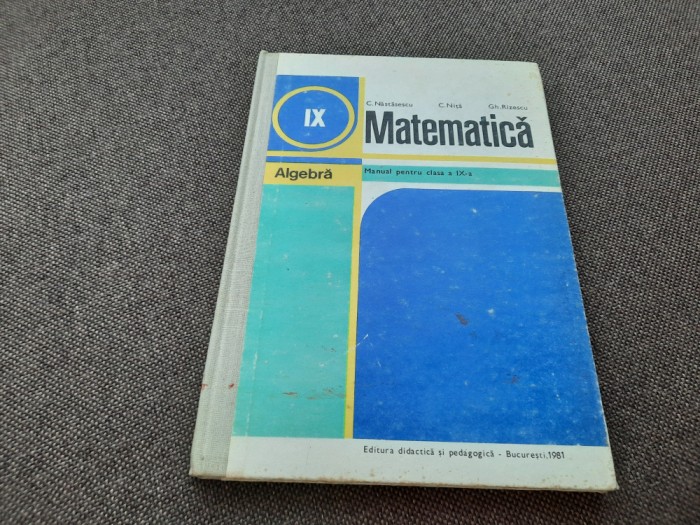 C. Năstăsescu C. Niță Gh. Rizescu
IX
Matematică
Algebră
Manual pentru clasa a IX-a
Editura didactică și pedagogică - București, 1981